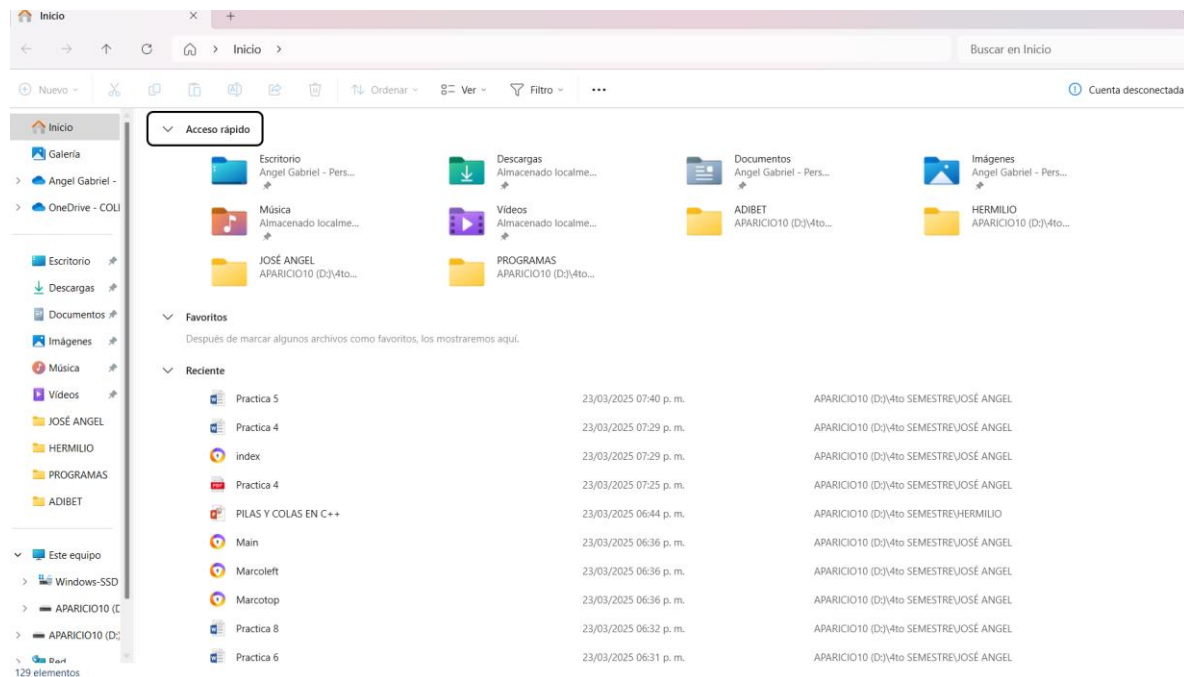 Inicio
Inicio
Buscar en Inicio
Nuevo
Ordenar
Ver
Filtro
Cuenta desconectada
Inicio
Galería
Angel Gabriel -
OneDrive - COLI
Escritorio
Descargas
Documentos
Imágenes
Música
Vídeos
JOSÉ ANGEL
HERMILIO
PROGRAMAS
ADIBET
Este equipo
Windows-SSD
APARICIO10 (D
APARICIO10 (D:)
Red
129 elementos
Acceso rápido
Escritorio
Angel Gabriel - Pers...
Descargas
Almacenado localme...
Documentos
Angel Gabriel - Pers...
Imágenes
Angel Gabriel - Pers...
Música
Almacenado localme...
Vídeos
Almacenado localme...
ADIBET
APARICIO10 (D:)\4to...
HERMILIO
APARICIO10 (D:)\4to...
JOSÉ ANGEL
APARICIO10 (D:)\4to...
PROGRAMAS
APARICIO10 (D:)\4to...
Favoritos
Después de marcar algunos archivos como favoritos, los mostraremos aquí.
Reciente
Practica 5 23/03/2025 07:40 p. m. APARICIO10 (D:)\4to SEMESTRE\JOSÉ ANGEL
Practica 4 23/03/2025 07:29 p. m. APARICIO10 (D:)\4to SEMESTRE\JOSÉ ANGEL
index 23/03/2025 07:29 p. m. APARICIO10 (D:)\4to SEMESTRE\JOSÉ ANGEL
Practica 4 23/03/2025 07:25 p. m. APARICIO10 (D:)\4to SEMESTRE\JOSÉ ANGEL
PILAS Y COLAS EN C++ 23/03/2025 06:44 p. m. APARICIO10 (D:)\4to SEMESTRE\HERMILIO
Main 23/03/2025 06:36 p. m. APARICIO10 (D:)\4to SEMESTRE\JOSÉ ANGEL
Marcoleft 23/03/2025 06:36 p. m. APARICIO10 (D:)\4to SEMESTRE\JOSÉ ANGEL
Marcotop 23/03/2025 06:36 p. m. APARICIO10 (D:)\4to SEMESTRE\JOSÉ ANGEL
Practica 8 23/03/2025 06:32 p. m. APARICIO10 (D:)\4to SEMESTRE\JOSÉ ANGEL
Practica 6 23/03/2025 06:31 p. m. APARICIO10 (D:)\4to SEMESTRE\JOSÉ ANGEL